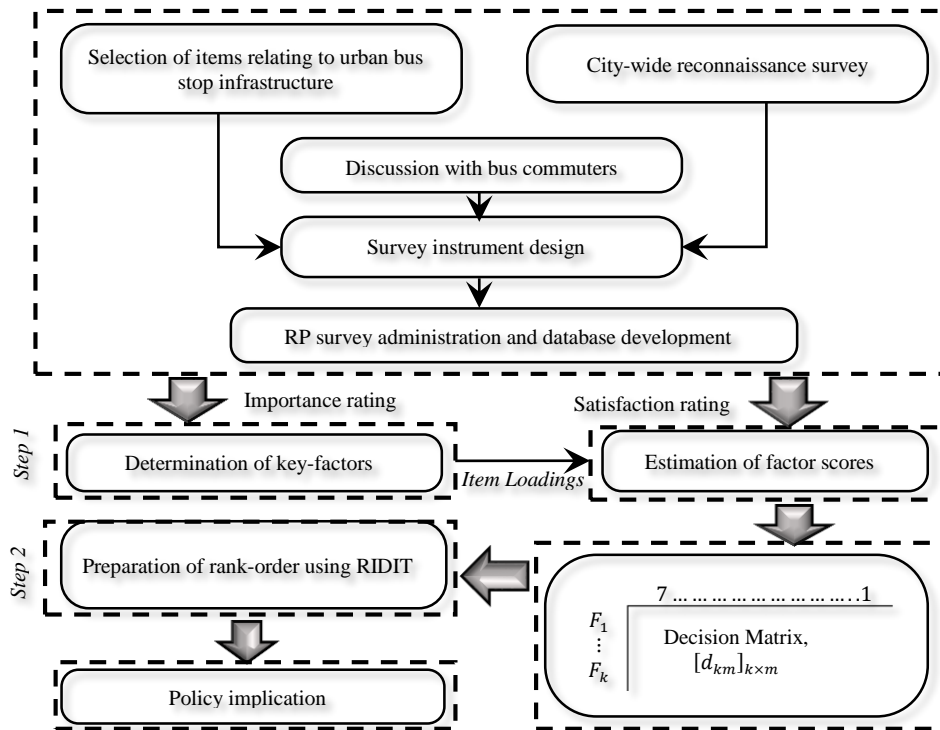 Selection of items relating to urban bus
stop infrastructure
City-wide reconnaissance survey
Discussion with bus commuters
Survey instrument design
RP survey administration and database development
Importance rating
Satisfaction rating
Step 1
Determination of key-factors
Item Loadings
Estimation of factor scores
Step 2
Preparation of rank-order using RIDIT
7 … … … … … … … … . . 1
F₁
⋮
Fₖ
Decision Matrix,
[dₖₘ]ₖ×ₘ
Policy implication